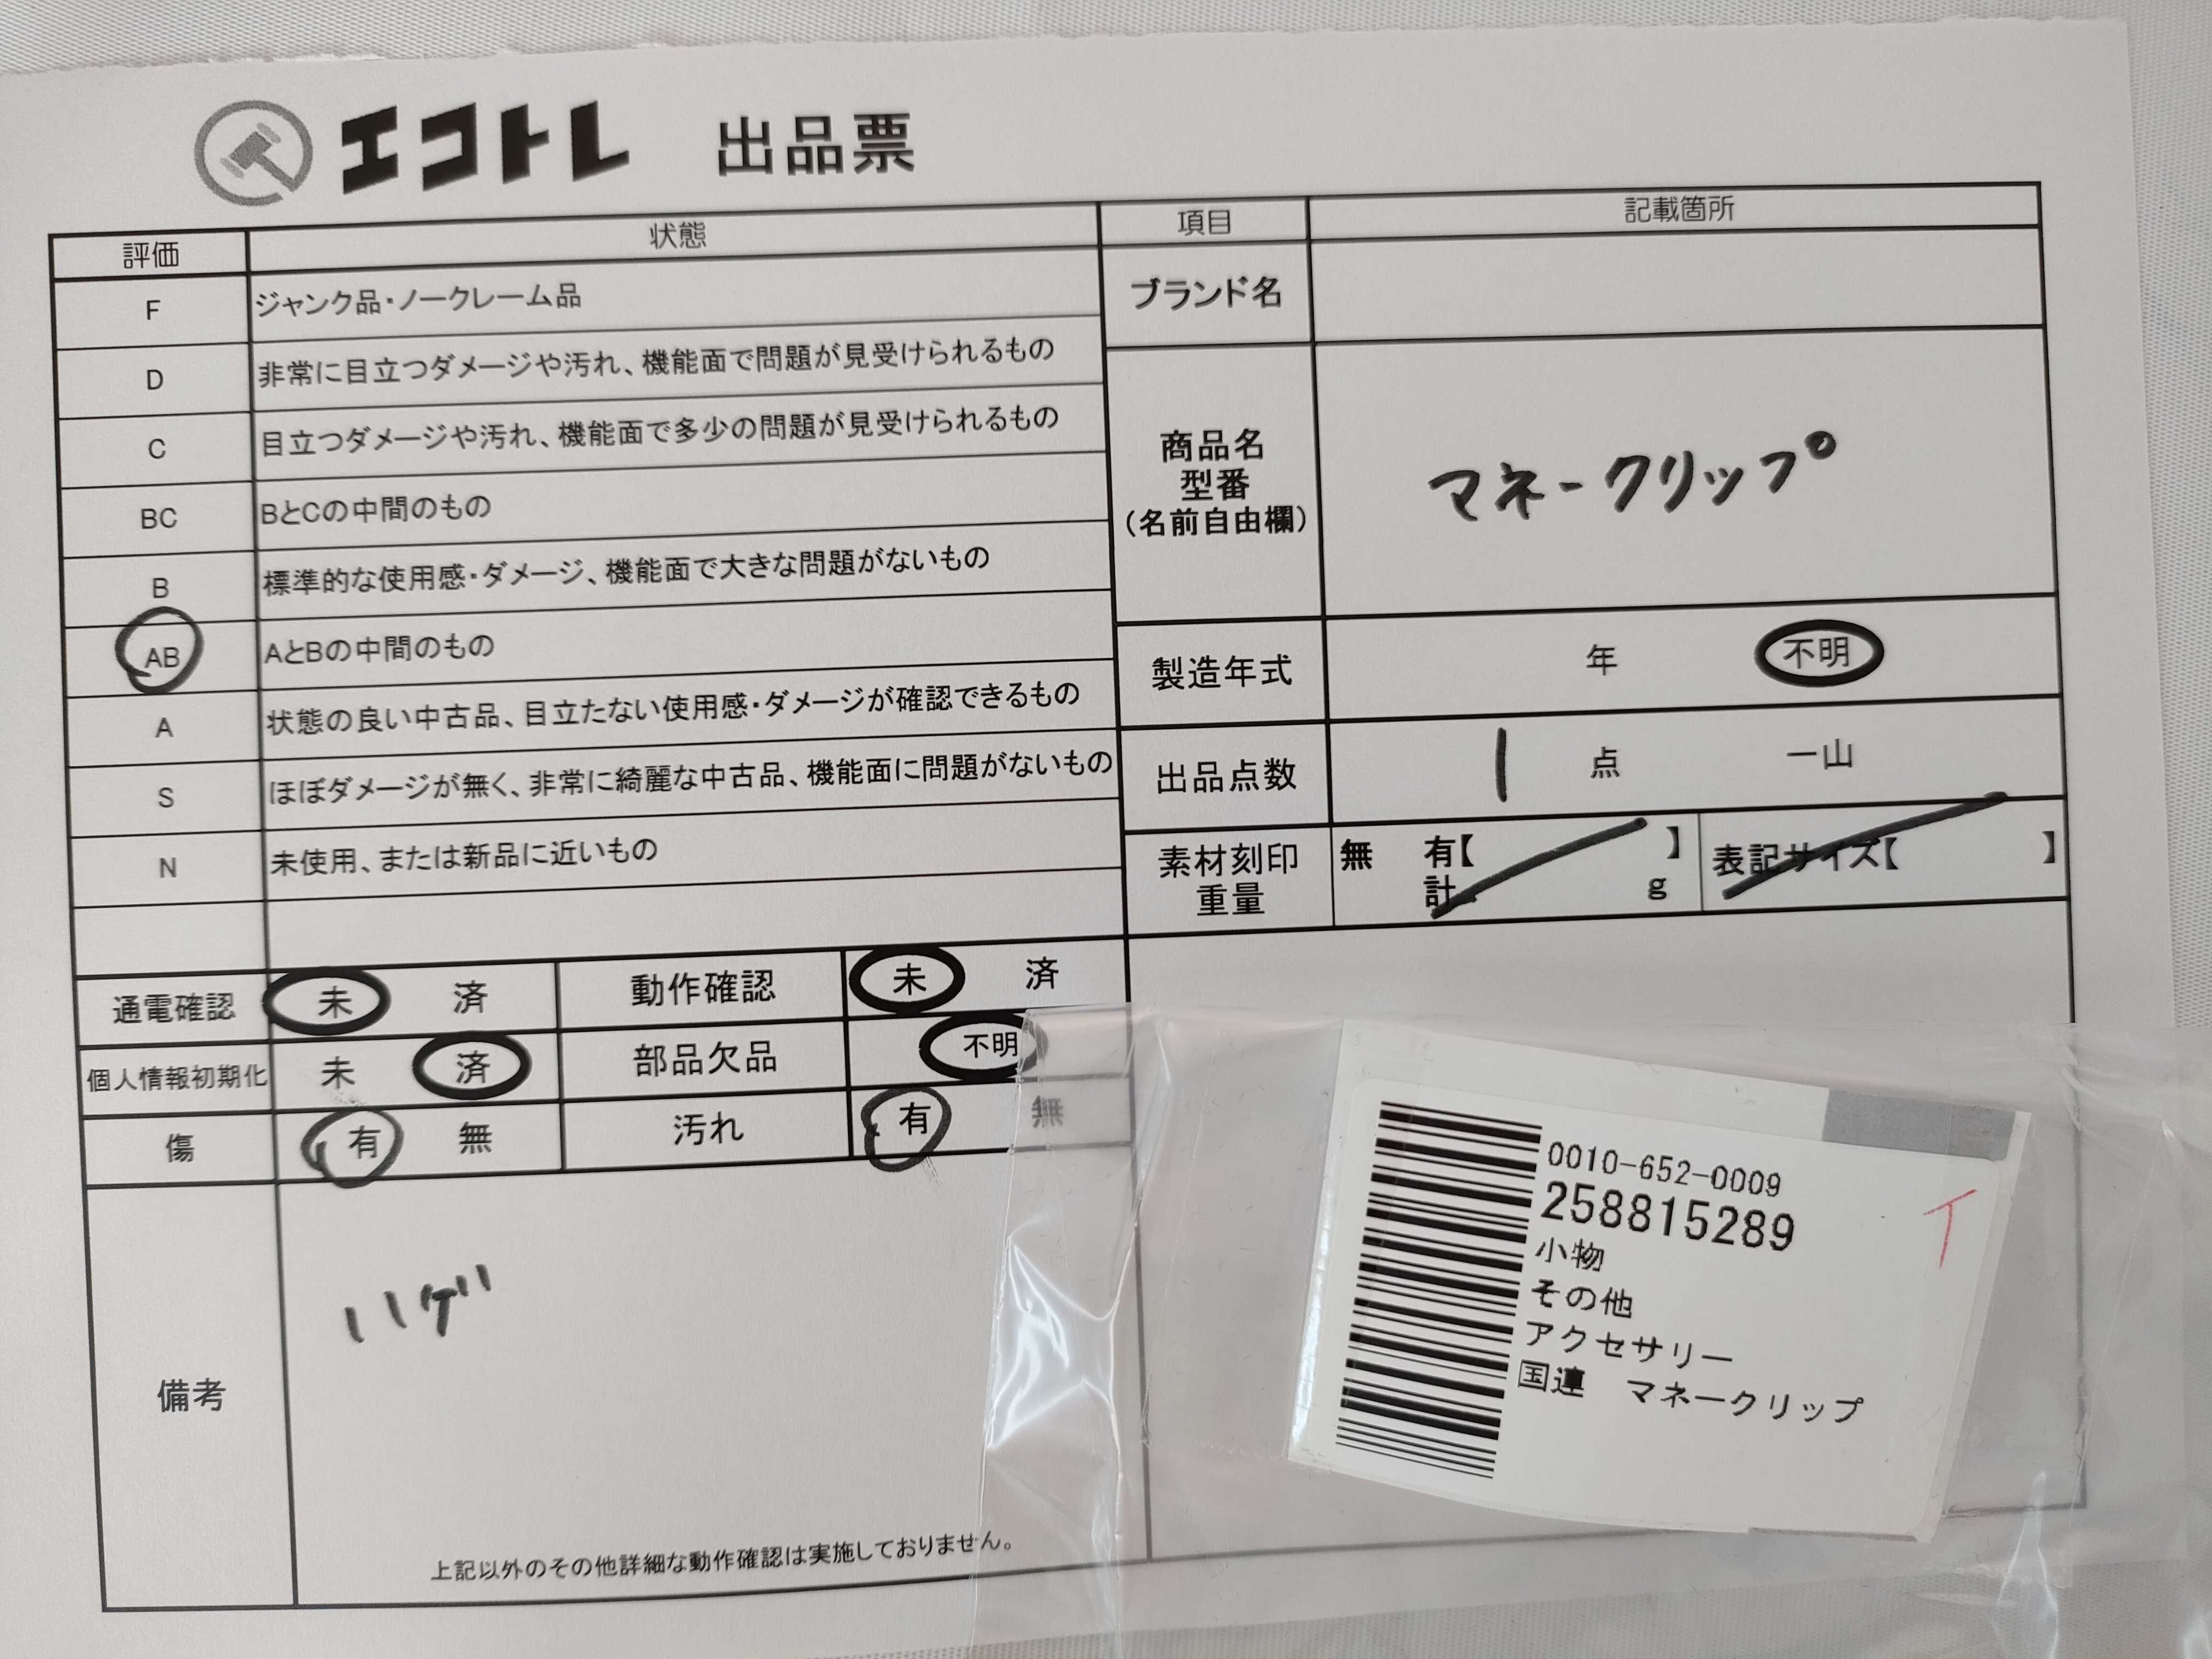 エコトレ 出品票
評価 状態
F ジャンク品・ノークレーム品
D 非常に目立つダメージや汚れ、機能面で問題が見受けられるもの
C 目立つダメージや汚れ、機能面で多少の問題が見受けられるもの
BC BとCの中間のもの
B 標準的な使用感・ダメージ、機能面で大きな問題がないもの
AB AとBの中間のもの
A 状態の良い中古品、目立たない使用感・ダメージが確認できるもの
S ほぼダメージが無く、非常に綺麗な中古品、機能面に問題がないもの
N 未使用、または新品に近いもの
通電確認 未 済 動作確認 未 済
個人情報初期化 未 済 部品欠品 不明
傷 有 無 汚れ 有 無
備考
ハゲ
上記以外のその他詳細な動作確認は実施しておりません。
項目 記載箇所
ブランド名
商品名
型番
(名前自由欄)
マネークリップ
製造年式 年 不明
出品点数 1 点 一山
素材刻印 無 有【 】 表記サイズ【 】
重量 計 g
0010-652-0009
258815289
小物
その他
アクセサリー
国連 マネークリップ
イ